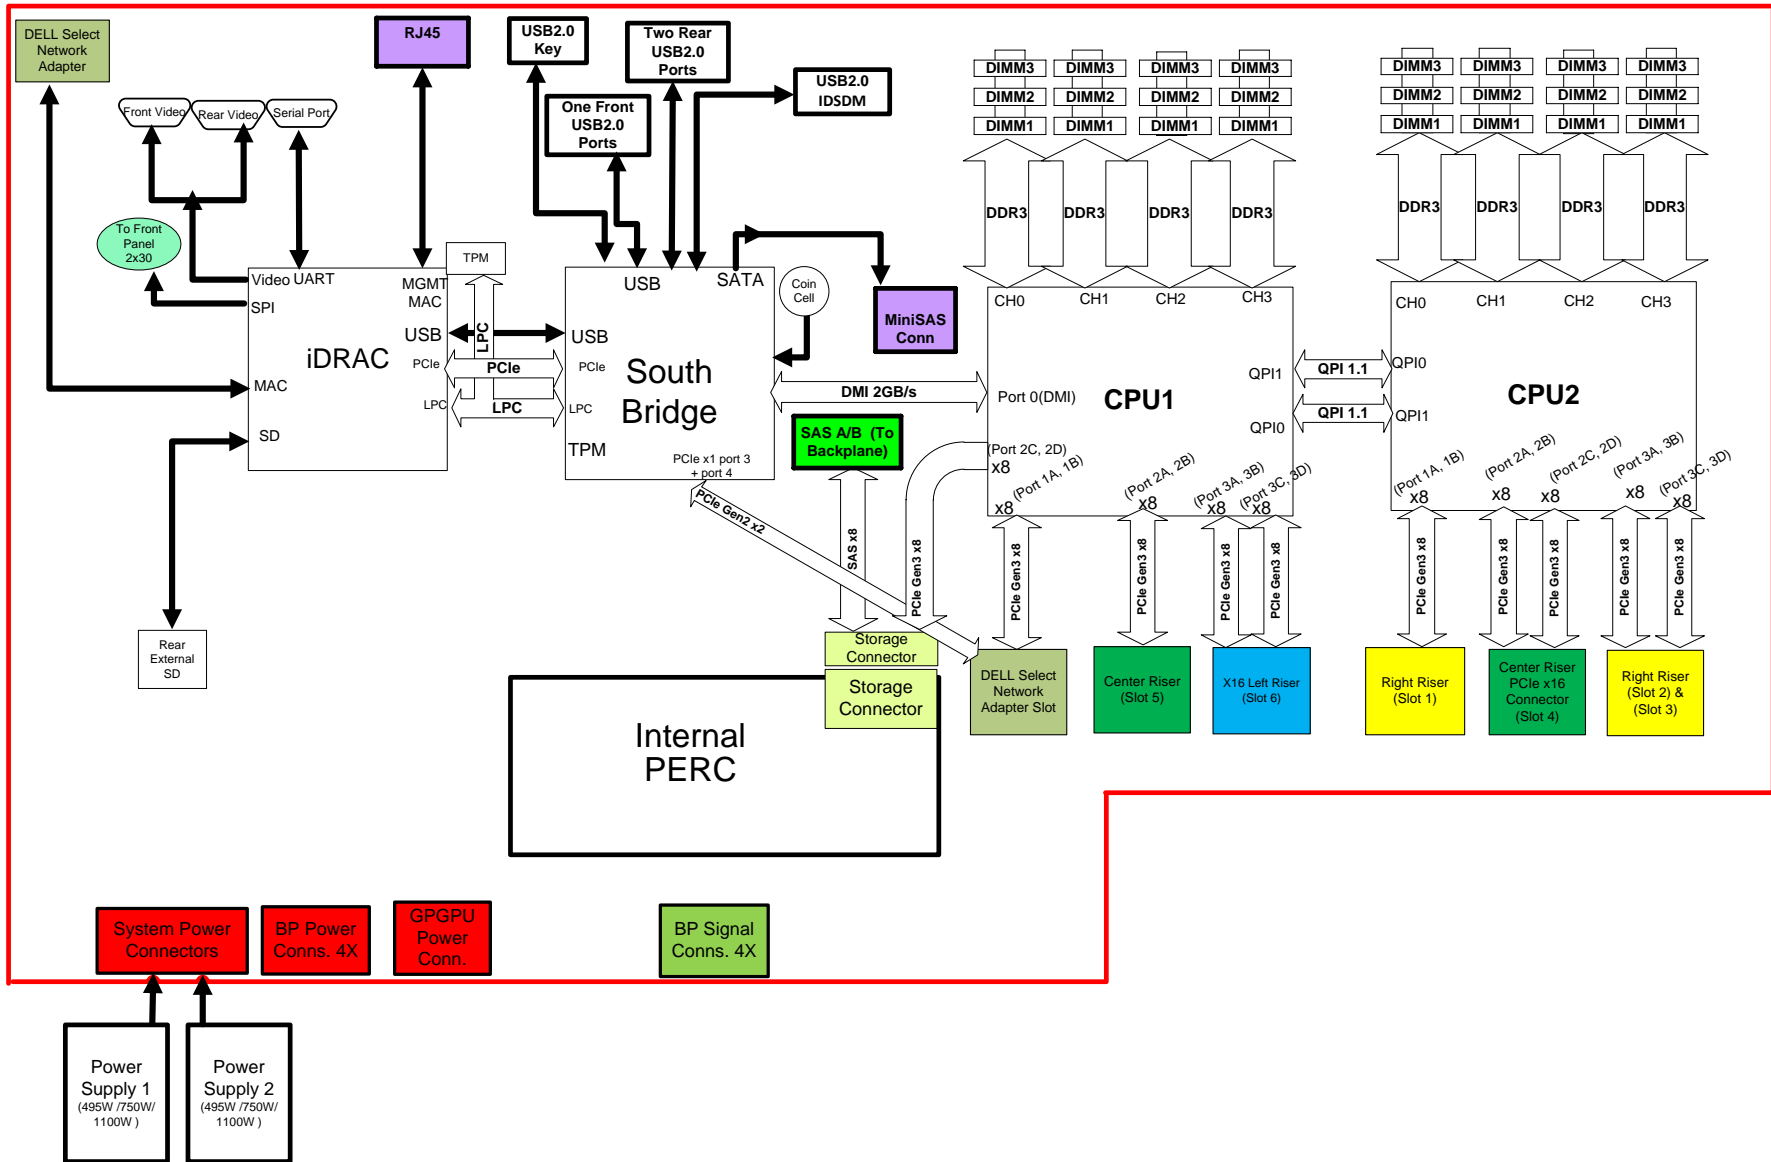 DELL Select
Network
Adapter
RJ45
USB2.0
Key
Two Rear
USB2.0
Ports
USB2.0
IDSDM
One Front
USB2.0
Ports
Front Video
Rear Video
Serial Port
To Front
Panel
2x30
TPM
Coin
Cell
MiniSAS
Conn
DIMM3
DIMM3
DIMM3
DIMM3
DIMM2
DIMM2
DIMM2
DIMM2
DIMM1
DIMM1
DIMM1
DIMM1
DDR3
DDR3
DDR3
DDR3
DIMM3
DIMM3
DIMM3
DIMM3
DIMM2
DIMM2
DIMM2
DIMM2
DIMM1
DIMM1
DIMM1
DIMM1
DDR3
DDR3
DDR3
DDR3
Video
UART
MGMT
MAC
SPI
USB
iDRAC
PCIe
MAC
LPC
SD
LPC
PCIe
LPC
USB
SATA
USB
PCIe
South
Bridge
LPC
TPM
PCIe x1 port 3
+ port 4
DMI 2GB/s
CH0
CH1
CH2
CH3
QPI1
Port 0(DMI)
CPU1
QPI0
(Port 2C, 2D)
x8
(Port 1A, 1B)
x8
(Port 2A, 2B)
x8
(Port 3A, 3B)
x8
(Port 3C, 3D)
x8
QPI 1.1
QPI 1.1
CH0
CH1
CH2
CH3
QPI0
CPU2
QPI1
(Port 1A, 1B)
x8
(Port 2A, 2B)
x8
(Port 2C, 2D)
x8
(Port 3A, 3B)
x8
(Port 3C, 3D)
x8
SAS A/B (To
Backplane)
PCIe Gen2 x2
SAS x8
PCIe Gen3 x8
PCIe Gen3 x8
PCIe Gen3 x8
PCIe Gen3 x8
PCIe Gen3 x8
PCIe Gen3 x8
PCIe Gen3 x8
PCIe Gen3 x8
PCIe Gen3 x8
PCIe Gen3 x8
Rear
External
SD
Storage
Connector
Storage
Connector
Internal
PERC
DELL Select
Network
Adapter Slot
Center Riser
(Slot 5)
X16 Left Riser
(Slot 6)
Right Riser
(Slot 1)
Center Riser
PCIe x16
Connector
(Slot 4)
Right Riser
(Slot 2) &
(Slot 3)
System Power
Connectors
BP Power
Conns. 4X
GPGPU
Power
Conn.
BP Signal
Conns. 4X
Power
Supply 1
(495W /750W/
1100W )
Power
Supply 2
(495W /750W/
1100W )